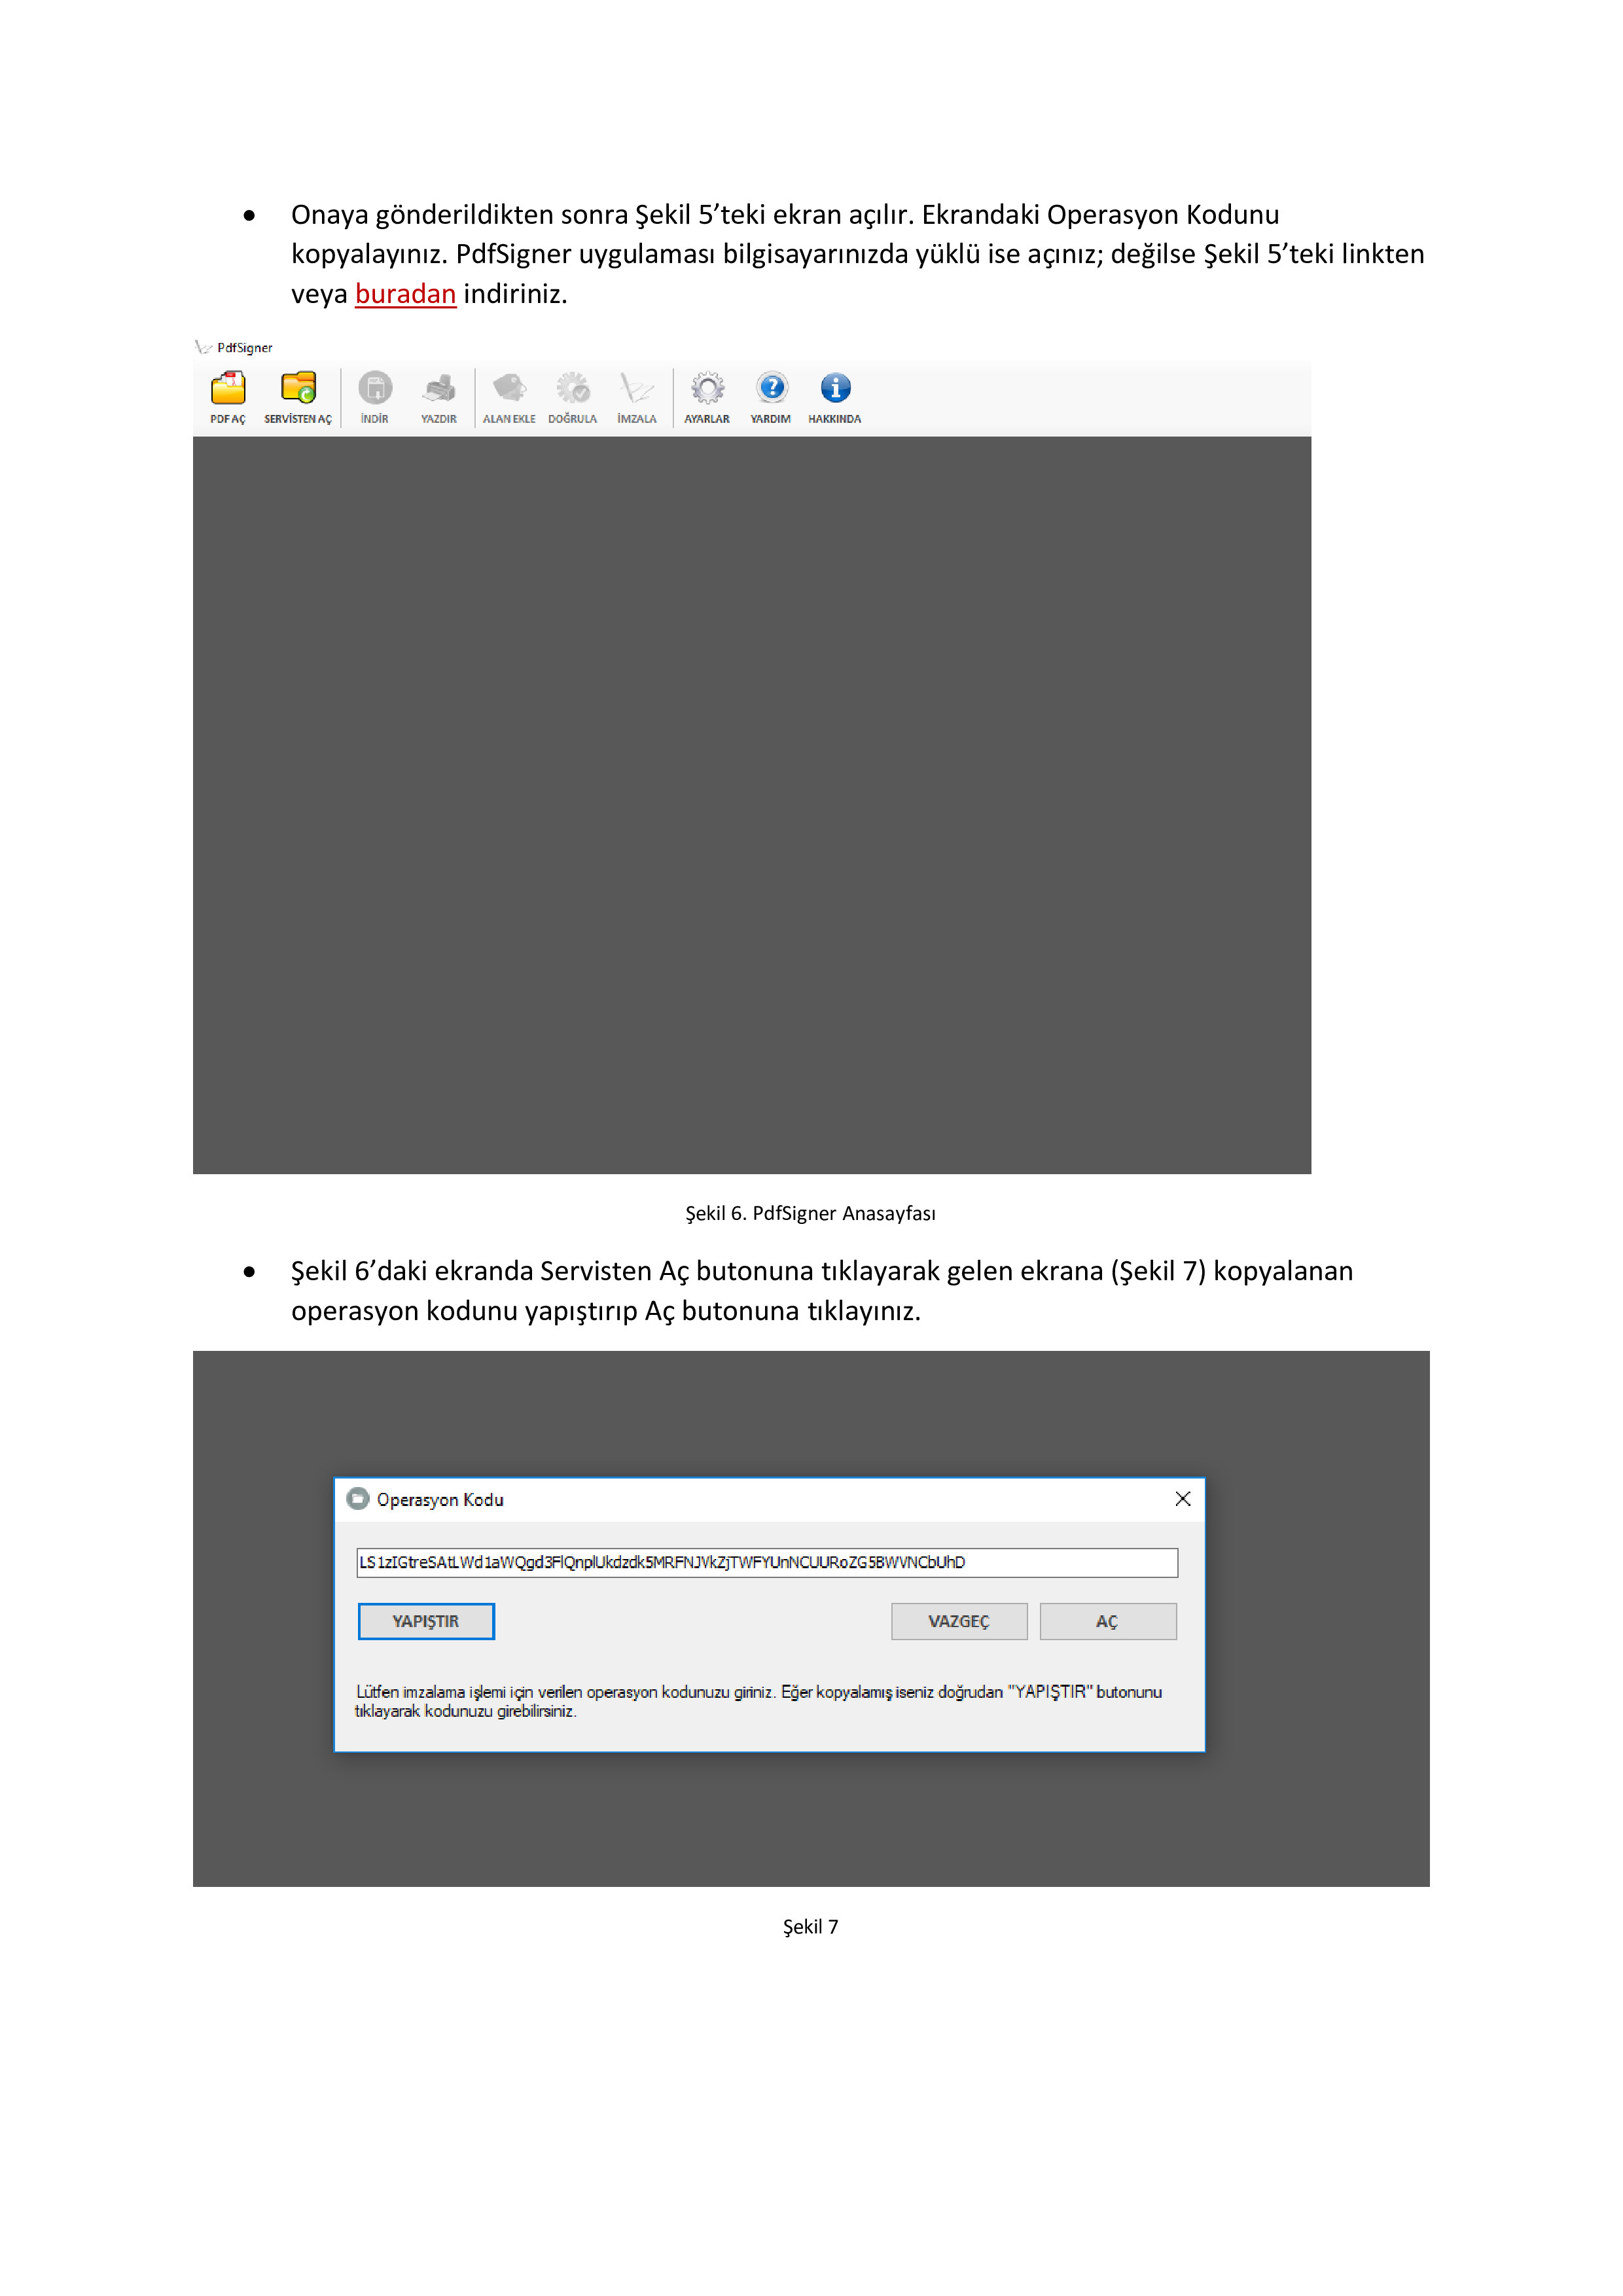 • Onaya gönderildikten sonra Şekil 5’teki ekran açılır. Ekrandaki Operasyon Kodunu
kopyalayınız. PdfSigner uygulaması bilgisayarınızda yüklü ise açınız; değilse Şekil 5’teki linkten
veya buradan indiriniz.
PdfSigner
PDF AÇ SERVİSTEN AÇ İNDİR YAZDIR ALAN EKLE DOĞRULA İMZALA AYARLAR YARDIM HAKKINDA
Şekil 6. PdfSigner Anasayfası
• Şekil 6’daki ekranda Servisten Aç butonuna tıklayarak gelen ekrana (Şekil 7) kopyalanan
operasyon kodunu yapıştırıp Aç butonuna tıklayınız.
Operasyon Kodu
YAPIŞTIR VAZGEÇ AÇ
Lütfen imzalama işlemi için verilen operasyon kodunuzu giriniz. Eğer kopyalamış iseniz doğrudan "YAPIŞTIR" butonunu
tıklayarak kodunuzu girebilirsiniz.
Şekil 7